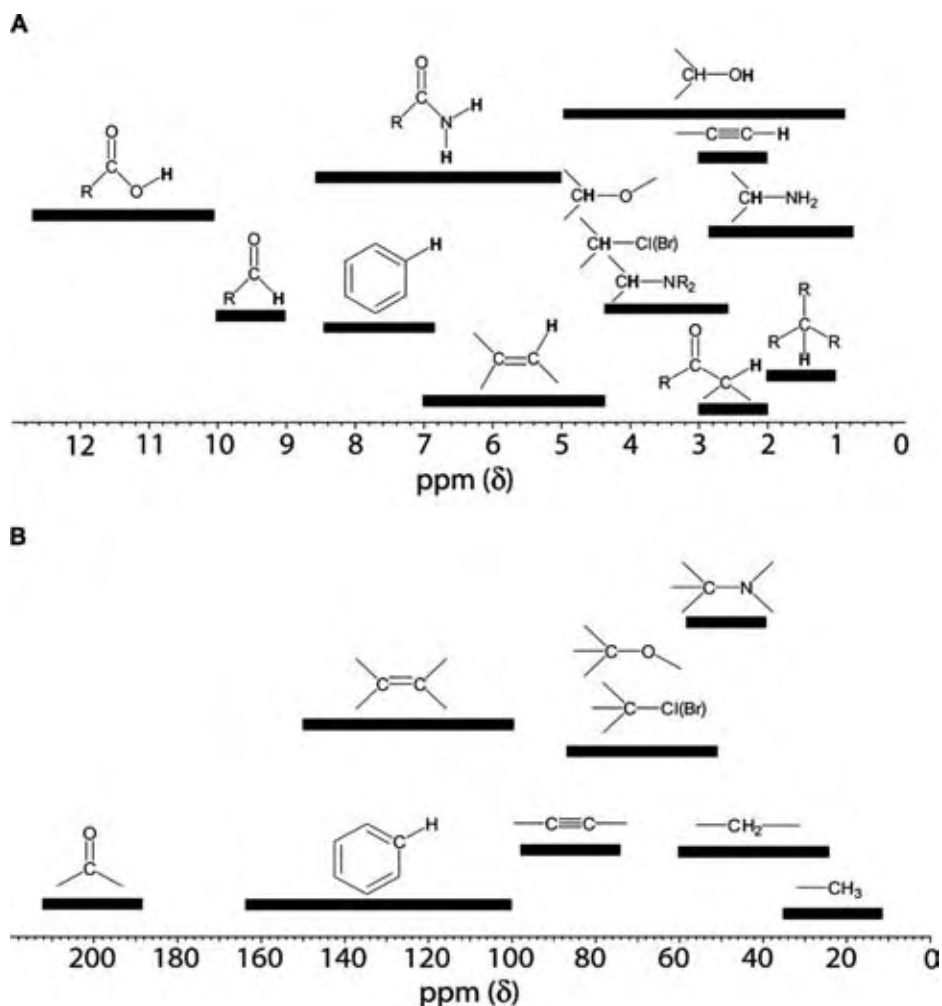 A
O
C
R
N
H
H
CH—OH
C≡C—H
O
C
R
O
H
CH—O
CH—NH₂
CH—Cl(Br)
CH—NR₂
O
C
R
H
H
H
C=C
O
R
C
H
R
R
C
R
H
12 11 10 9 8 7 6 5 4 3 2 1 0
ppm (δ)
B
C—N
C—O
C=C
C—Cl(Br)
O
C
C
H
C≡C
CH₂
CH₃
200 180 160 140 120 100 80 60 40 20 0
ppm (δ)